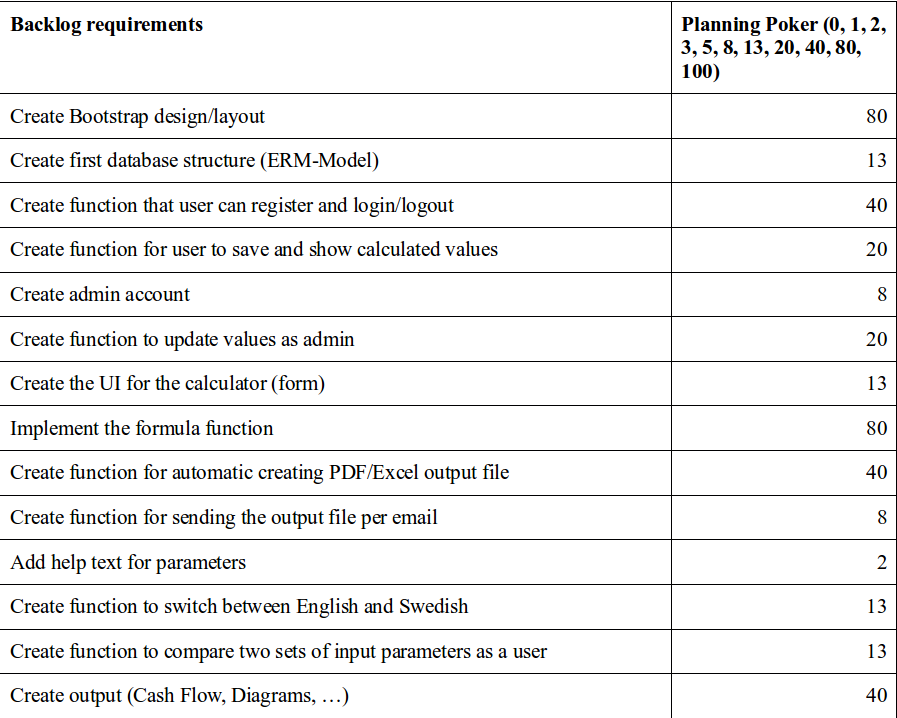 Backlog requirements
Planning Poker (0, 1, 2,
3, 5, 8, 13, 20, 40, 80,
100)
Create Bootstrap design/layout 80
Create first database structure (ERM-Model) 13
Create function that user can register and login/logout 40
Create function for user to save and show calculated values 20
Create admin account 8
Create function to update values as admin 20
Create the UI for the calculator (form) 13
Implement the formula function 80
Create function for automatic creating PDF/Excel output file 40
Create function for sending the output file per email 8
Add help text for parameters 2
Create function to switch between English and Swedish 13
Create function to compare two sets of input parameters as a user 13
Create output (Cash Flow, Diagrams, …) 40